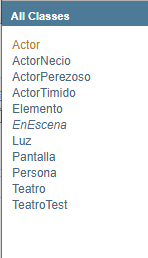 All Classes
Actor
ActorNecio
ActorPerezoso
ActorTimido
Elemento
EnEscena
Luz
Pantalla
Persona
Teatro
TeatroTest